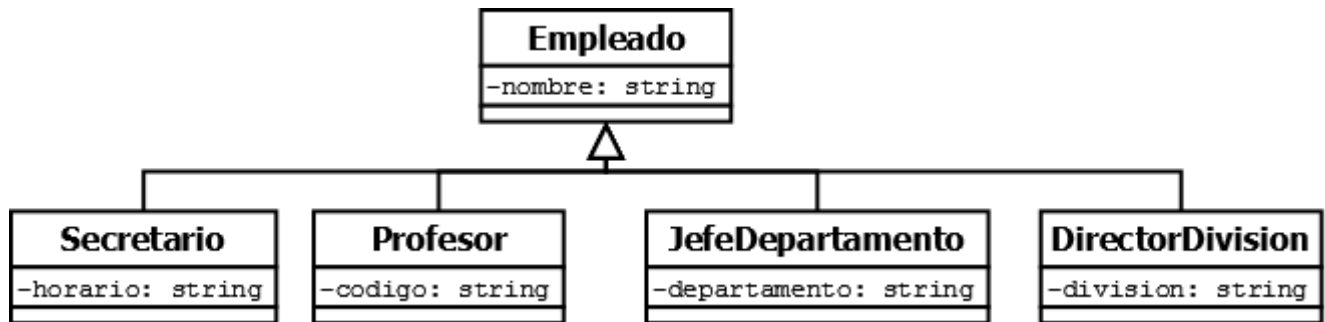 Empleado
-nombre: string
Secretario
-horario: string
Profesor
-codigo: string
JefeDepartamento
-departamento: string
DirectorDivision
-division: string